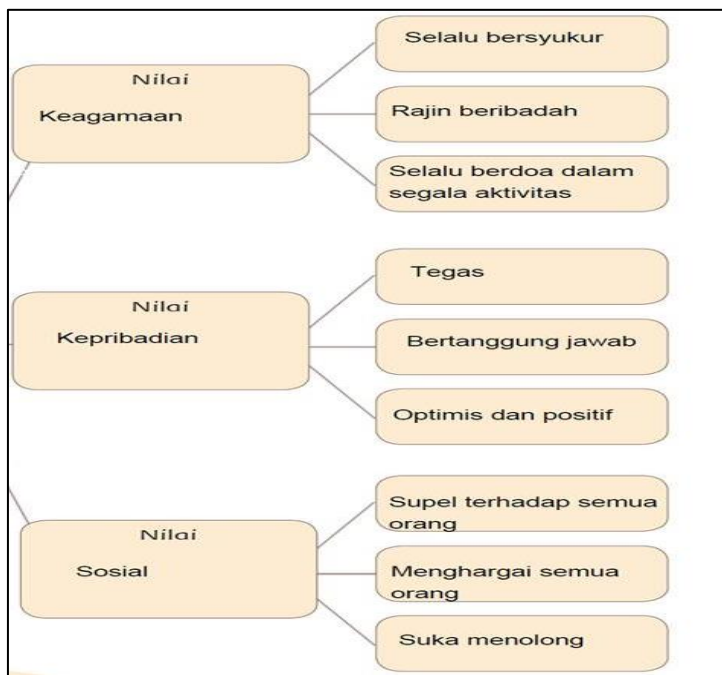 Nilai
Keagamaan
Selalu bersyukur
Rajin beribadah
Selalu berdoa dalam
segala aktivitas
Nilai
Kepribadian
Tegas
Bertanggung jawab
Optimis dan positif
Nilai
Sosial
Supel terhadap semua
orang
Menghargai semua
orang
Suka menolong